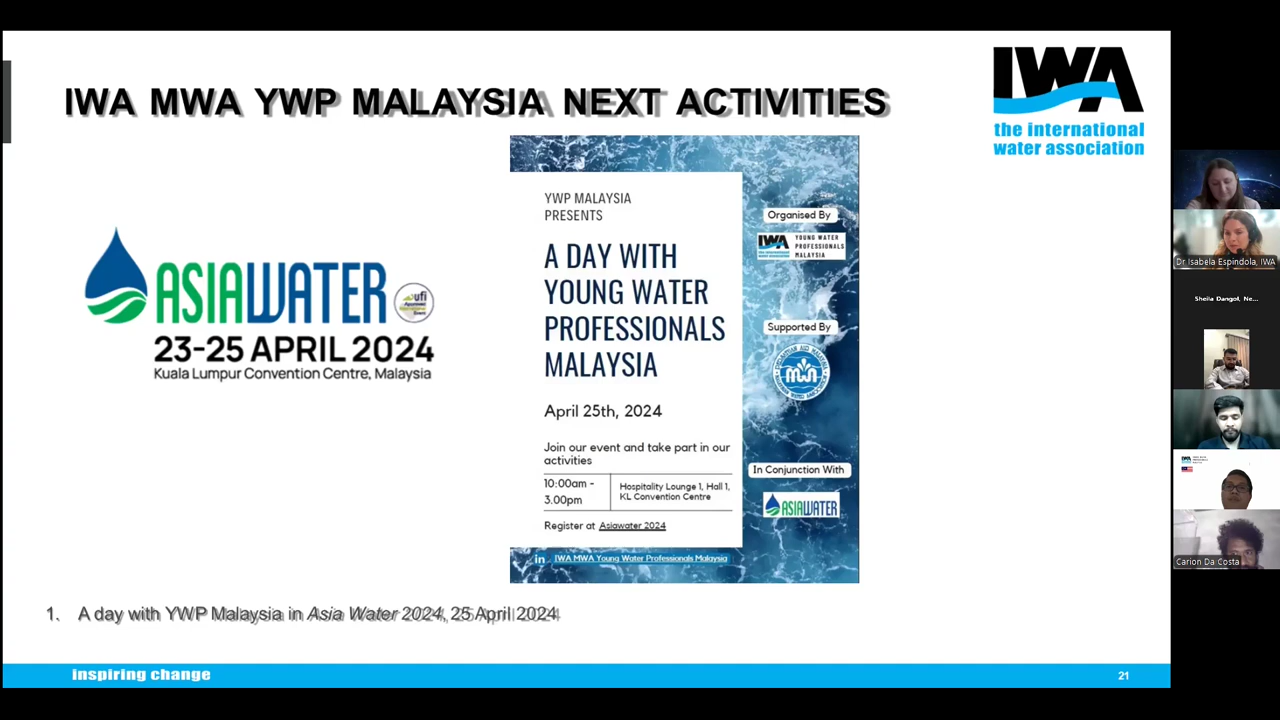 IWA MWA YWP MALAYSIA NEXT ACTIVITIES
IWA
the international
water association
ASIAWATER
ufi
23-25 APRIL 2024
Kuala Lumpur Convention Centre, Malaysia
YWP MALAYSIA
PRESENTS
A DAY WITH
YOUNG WATER
PROFESSIONALS
MALAYSIA
April 25th, 2024
Join our event and take part in our
activities
10:00am -
3.00pm
Hospitality Lounge 1, Hall 1,
KL Convention Centre
Register at Asiawater 2024
in IWA MWA Young Water Professionals Malaysia
Organised By
IWA
YOUNG WATER
PROFESSIONALS
MALAYSIA
Supported By
In Conjunction With
ASIAWATER
1. A day with YWP Malaysia in Asia Water 2024, 25 April 2024
inspiring change
21
Dr Isabela Espindola, IWA
Sheila Dangol, Ne...
Carion Da Costa